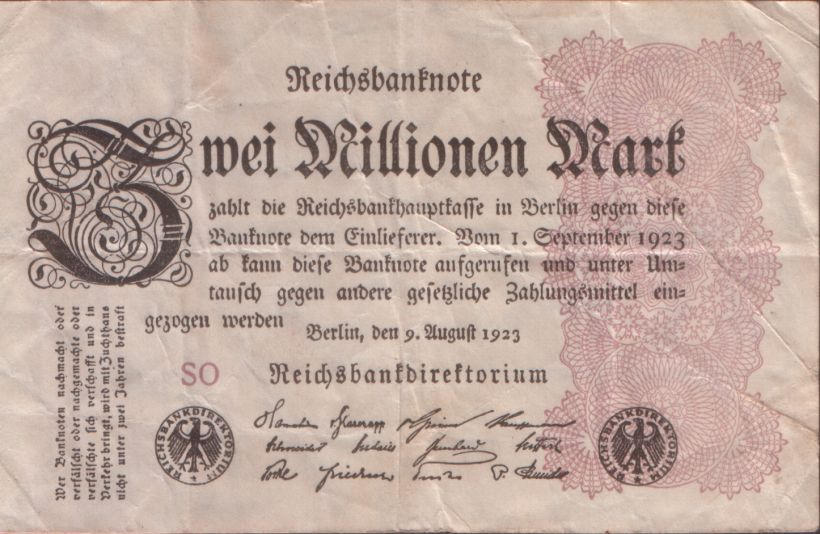 Reichsbanknote
Zwei Millionen Mark
zahlt die Reichsbankhauptkasse in Berlin gegen diese
Banknote dem Einlieferer. Vom 1. September 1923
ab kann diese Banknote aufgerufen und unter Um-
tausch gegen andere gesetzliche Zahlungsmittel ein-
gezogen werden
Berlin, den 9. August 1923
SO
Reichsbankdirektorium
Wer Banknoten nachmacht oder
verfälscht oder nachgemachte oder
verfälschte sich verschafft und in
Verkehr bringt, wird mit Zuchthaus
nicht unter zwei Jahren bestraft
REICHSBANKDIREKTORIUM
REICHSBANKDIREKTORIUM